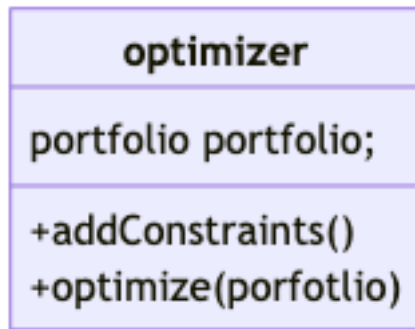 optimizer
portfolio portfolio;
+addConstraints()
+optimize(porfotlio)